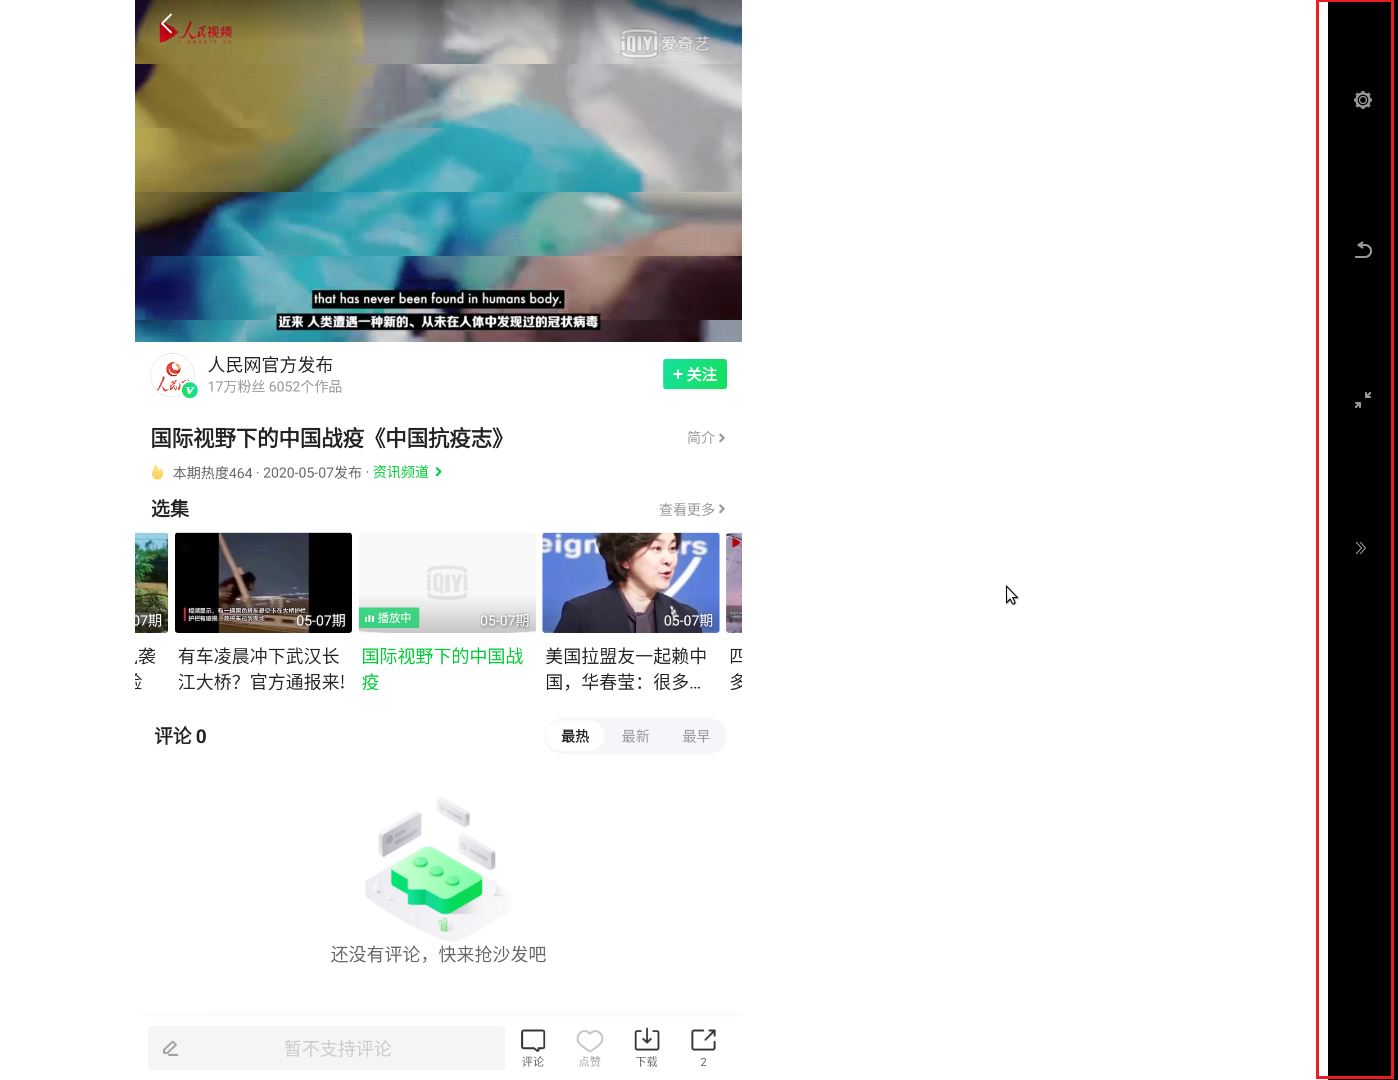 人民视频
iQIYI 爱奇艺
that has never been found in humans body.
近来 人类遭遇一种新的、从未在人体中发现过的冠状病毒
人民网官方发布
17万粉丝 6052个作品
+ 关注
国际视野下的中国战疫《中国抗疫志》
简介
本期热度464 · 2020-05-07发布 · 资讯频道
选集
查看更多
07期
05-07期
iQIYI
播放中
05-07期
eign
rs
05-07期
袭
有车凌晨冲下武汉长
江大桥？官方通报来!
国际视野下的中国战
疫
美国拉盟友一起赖中
国，华春莹：很多...
四
多
评论 0
最热
最新
最早
还没有评论，快来抢沙发吧
暂不支持评论
评论
点赞
下载
2